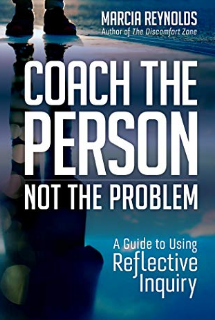 MARCIA REYNOLDS
Author of The Discomfort Zone
COACH THE
PERSON
NOT THE PROBLEM
A Guide to Using
Reflective
Inquiry